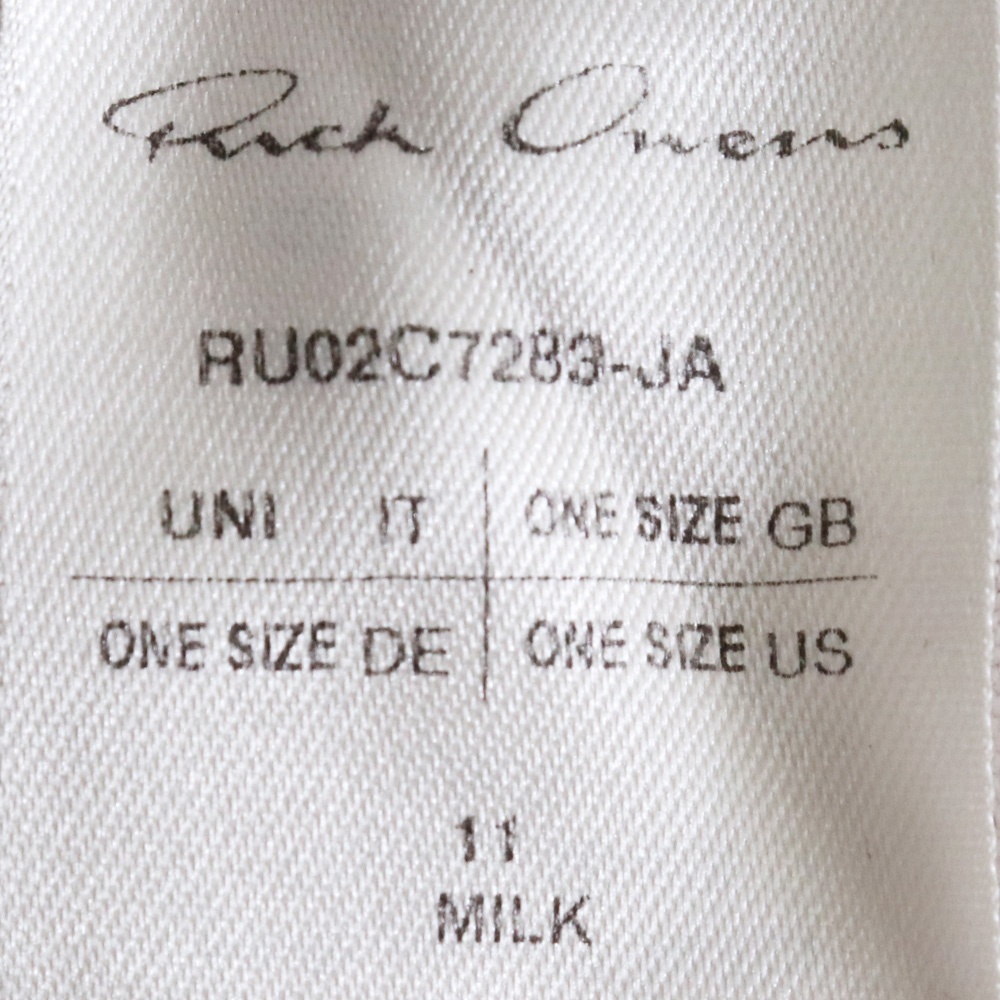 Rick Owens
RU02C7283-JA
UNI IT ONE SIZE GB
ONE SIZE DE ONE SIZE US
11
MILK